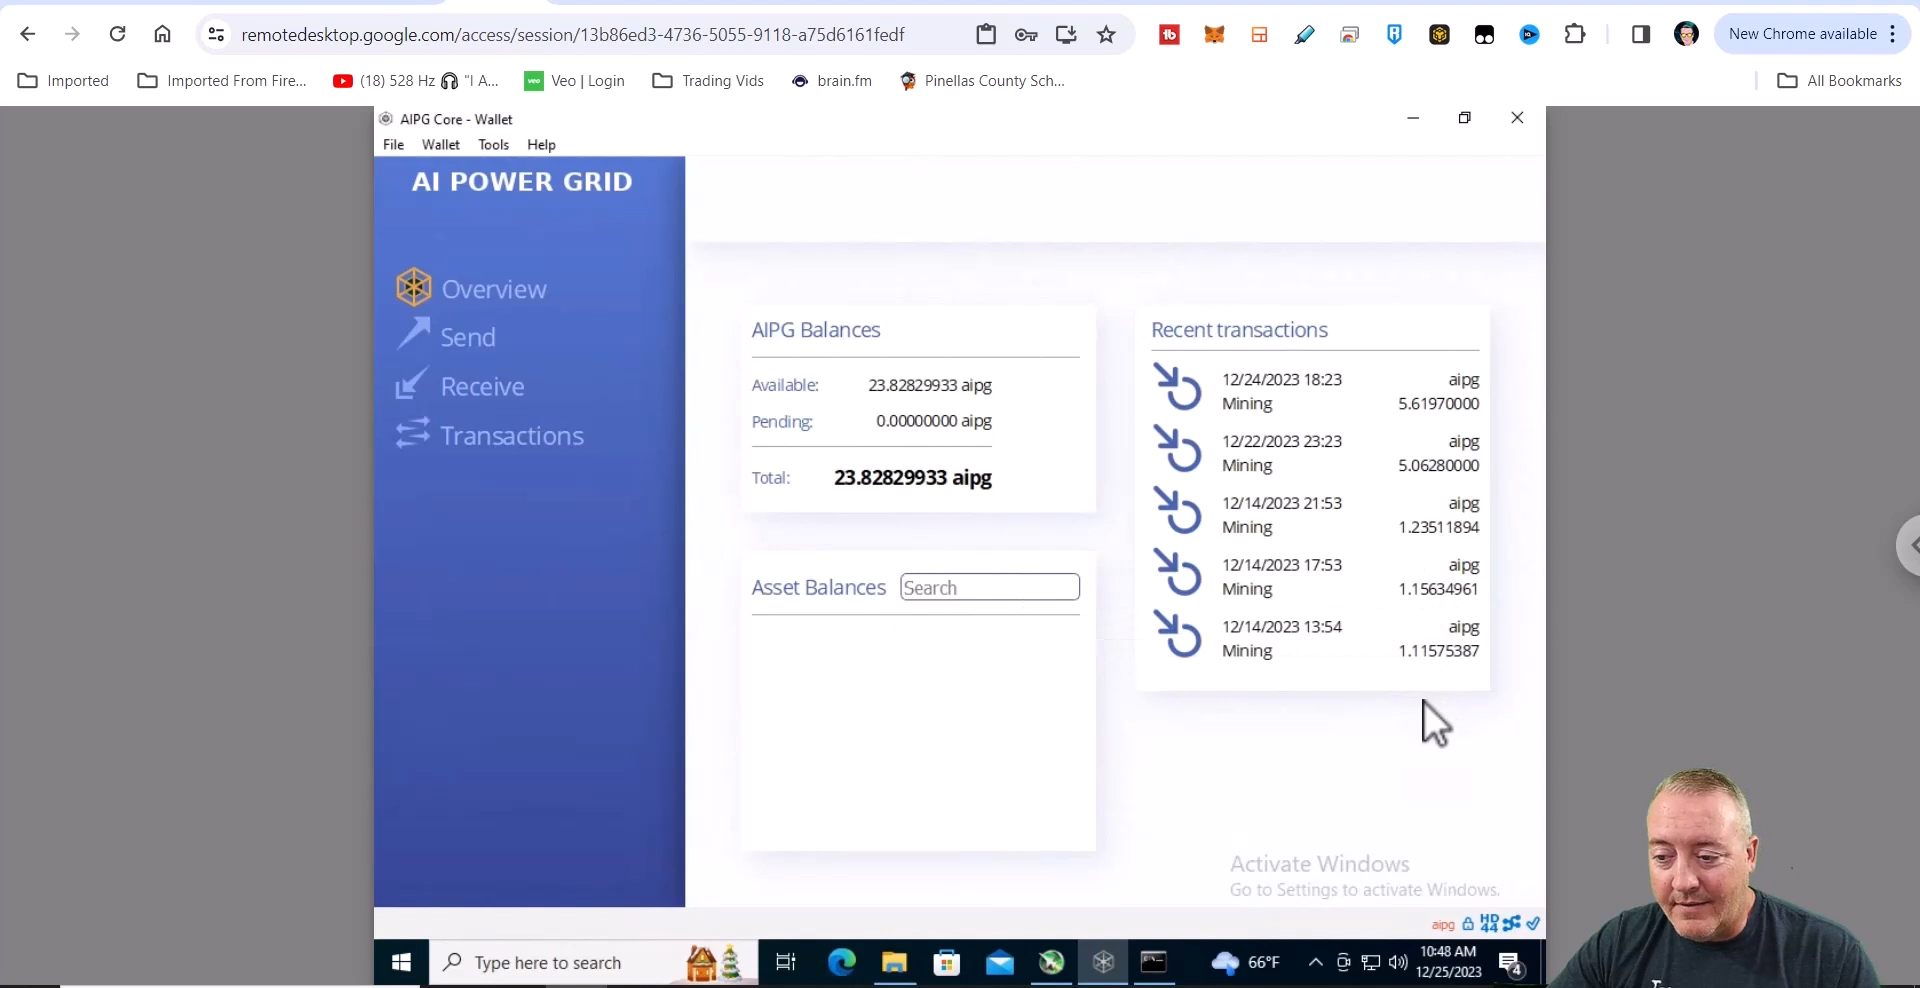 remotedesktop.google.com/access/session/13b86ed3-4736-5055-9118-a75d6161fedf
New Chrome available
Imported
Imported From Fire...
(18) 528 Hz 🎧 "I A...
veo Veo | Login
Trading Vids
brain.fm
Pinellas County Sch...
All Bookmarks
AIPG Core - Wallet
File Wallet Tools Help
AI POWER GRID
Overview
Send
Receive
Transactions
AIPG Balances
Available: 23.82829933 aipg
Pending: 0.00000000 aipg
Total: 23.82829933 aipg
Asset Balances Search
Recent transactions
12/24/2023 18:23 aipg
Mining 5.61970000
12/22/2023 23:23 aipg
Mining 5.06280000
12/14/2023 21:53 aipg
Mining 1.23511894
12/14/2023 17:53 aipg
Mining 1.15634961
12/14/2023 13:54 aipg
Mining 1.11575387
Activate Windows
Go to Settings to activate Windows.
aipg HD 44
Type here to search
66°F
10:48 AM
12/25/2023
4